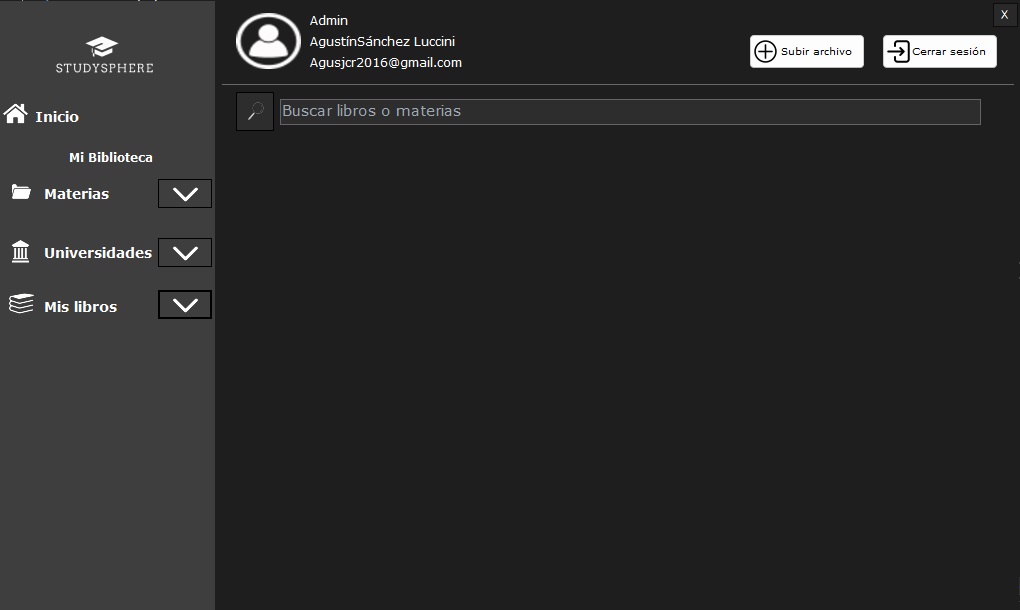 STUDYSPHERE
Inicio
Mi Biblioteca
Materias
Universidades
Mis libros
Admin
AgustínSánchez Luccini
Agusjcr2016@gmail.com
Subir archivo
Cerrar sesión
X
Buscar libros o materias